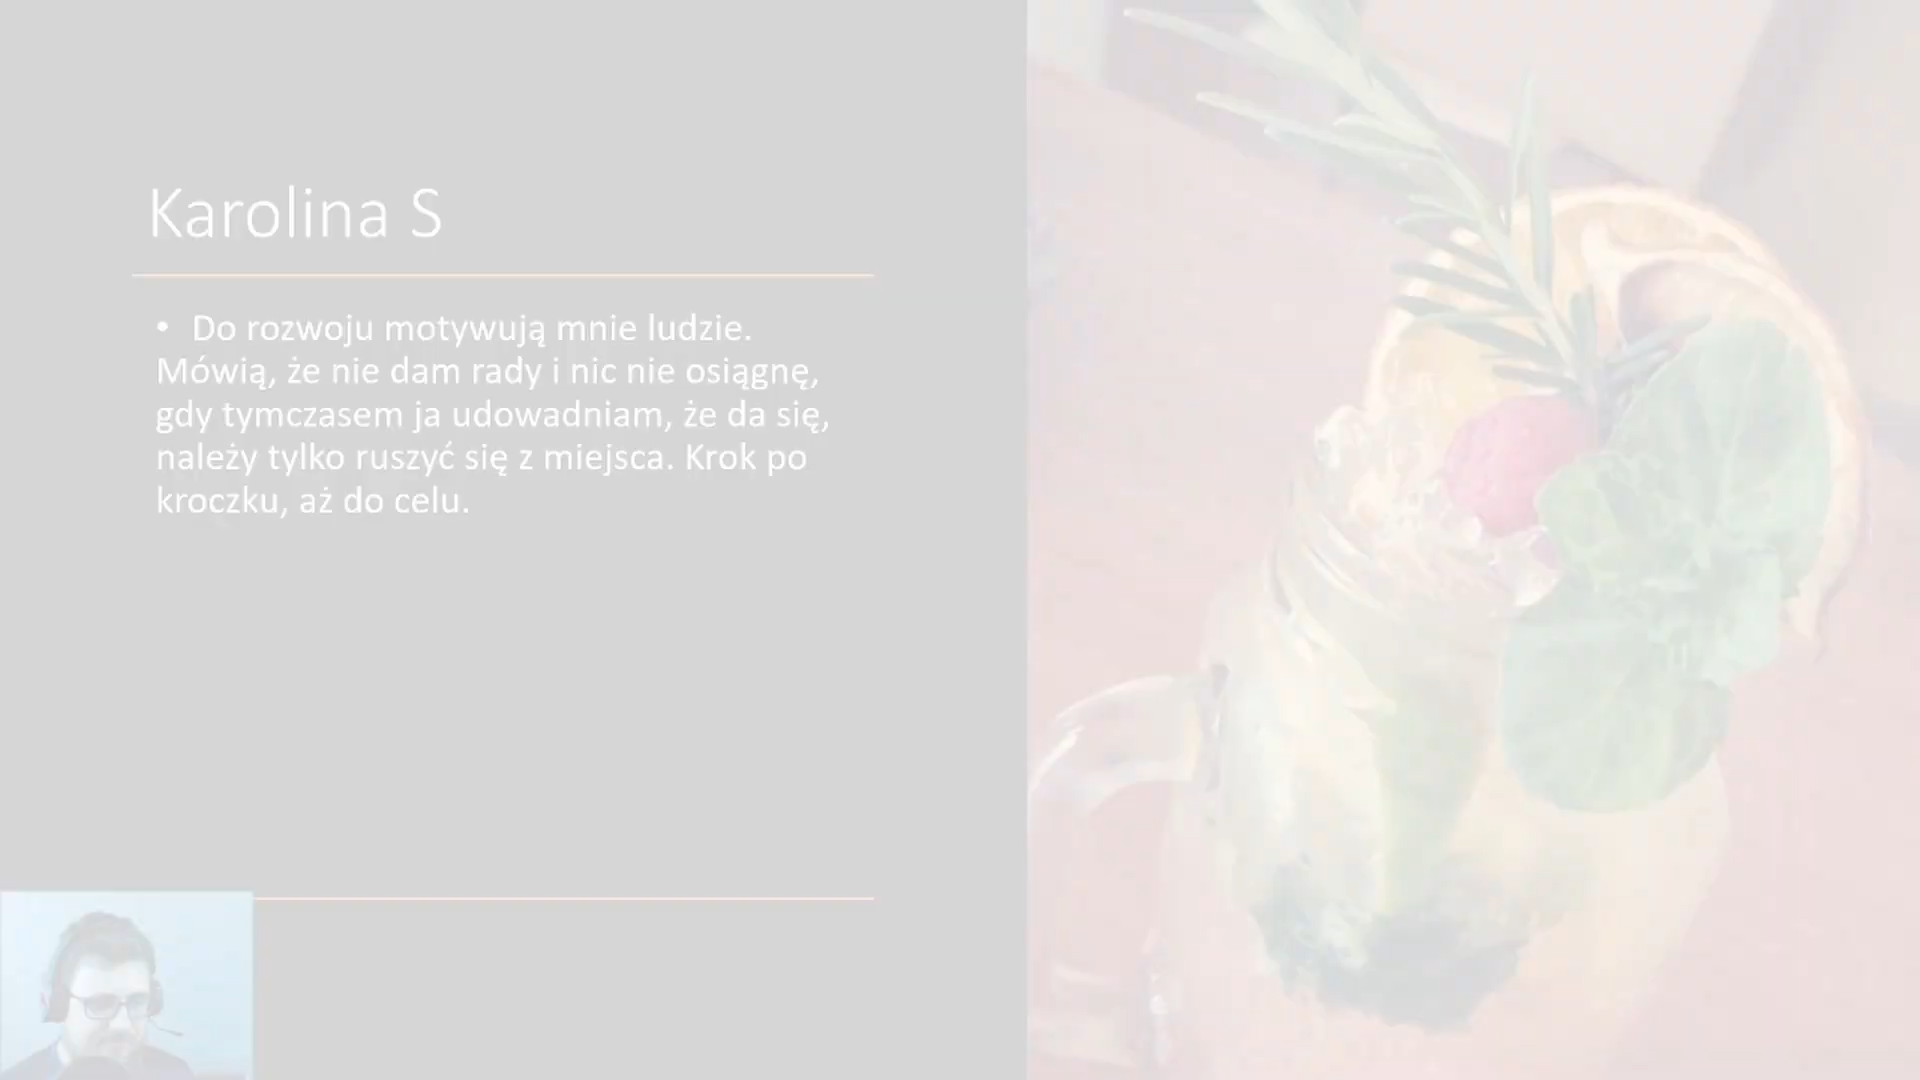 Karolina S
• Do rozwoju motywują mnie ludzie.
Mówią, że nie dam rady i nic nie osiągnę,
gdy tymczasem ja udowadniam, że da się,
należy tylko ruszyć się z miejsca. Krok po
kroczku, aż do celu.